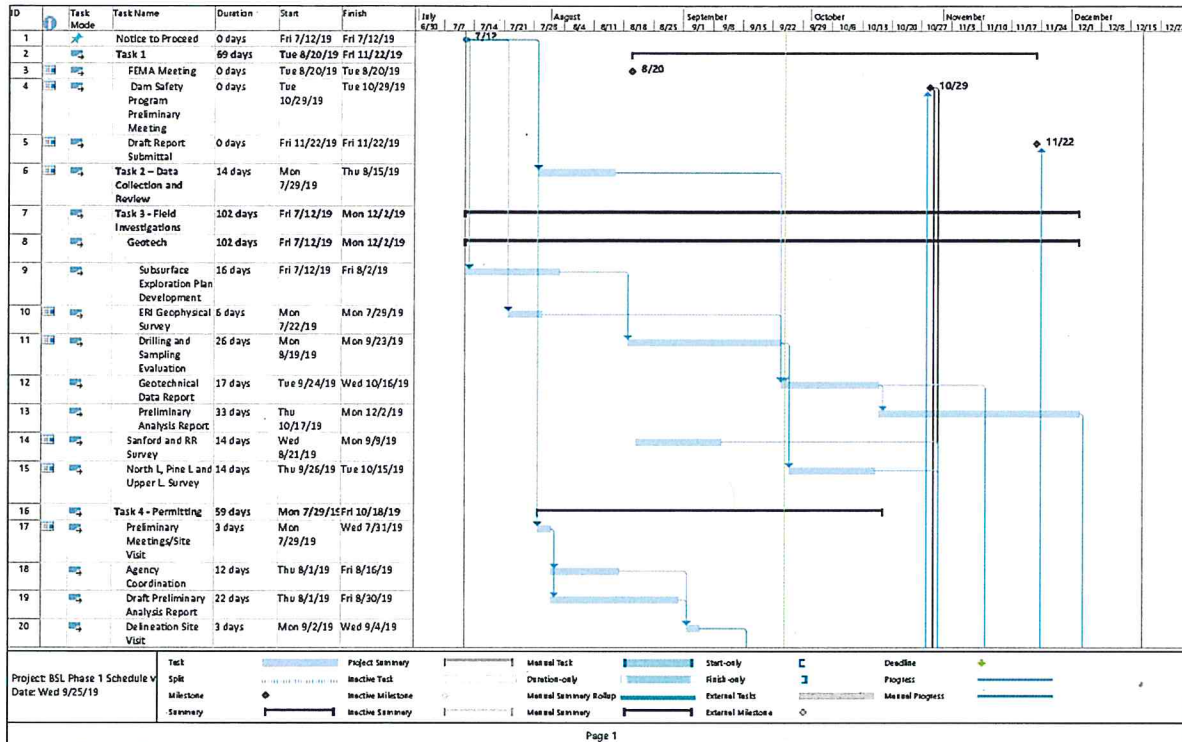 ID Task Mode Task Name Duration Start Finish
July August September October November December
6/30 7/7 7/14 7/21 7/28 8/4 8/11 8/18 8/25 9/1 9/8 9/15 9/22 9/29 10/6 10/13 10/20 10/27 11/3 11/10 11/17 11/24 12/1 12/8 12/15 12/22
1 Notice to Proceed 0 days Fri 7/12/19 Fri 7/12/19
7/12
2 Task 1 69 days Tue 8/20/19 Fri 11/22/19
3 FEMA Meeting 0 days Tue 8/20/19 Tue 8/20/19
8/20
4 Dam Safety 0 days Tue Tue 10/29/19
Program 10/29/19
Preliminary
Meeting
10/29
5 Draft Report 0 days Fri 11/22/19 Fri 11/22/19
Submittal
11/22
6 Task 2 – Data 14 days Mon Thu 8/15/19
Collection and 7/29/19
Review
7 Task 3 - Field 102 days Fri 7/12/19 Mon 12/2/19
Investigations
8 Geotech 102 days Fri 7/12/19 Mon 12/2/19
9 Subsurface 16 days Fri 7/12/19 Fri 8/2/19
Exploration Plan
Development
10 ERI Geophysical 6 days Mon Mon 7/29/19
Survey 7/22/19
11 Drilling and 26 days Mon Mon 9/23/19
Sampling 8/19/19
Evaluation
12 Geotechnical 17 days Tue 9/24/19 Wed 10/16/19
Data Report
13 Preliminary 33 days Thu Mon 12/2/19
Analysis Report 10/17/19
14 Sanford and RR 14 days Wed Mon 9/9/19
Survey 8/21/19
15 North L, Pine L and 14 days Thu 9/26/19 Tue 10/15/19
Upper L. Survey
16 Task 4 - Permitting 59 days Mon 7/29/19 Fri 10/18/19
17 Preliminary 3 days Mon Wed 7/31/19
Meetings/Site 7/29/19
Visit
18 Agency 12 days Thu 8/1/19 Fri 8/16/19
Coordination
19 Draft Preliminary 22 days Thu 8/1/19 Fri 8/30/19
Analysis Report
20 Delineation Site 3 days Mon 9/2/19 Wed 9/4/19
Visit
Project: BSL Phase 1 Schedule v
Date: Wed 9/25/19
Task Project Summary Manual Task Start-only Deadline
Split Inactive Task Duration-only Finish-only Progress
Milestone Inactive Milestone Manual Summary Rollup External Tasks Manual Progress
Summary Inactive Summary Manual Summary External Milestone
Page 1